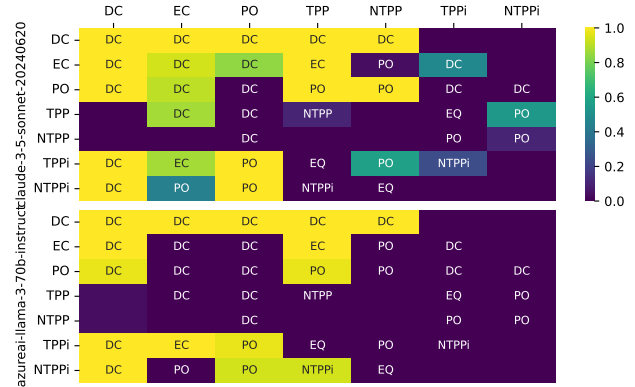 DC EC PO TPP NTPP TPPi NTPPi
claude-3-5-sonnet-20240620
DC DC DC DC DC DC
EC DC DC DC EC PO DC
PO DC DC DC PO PO DC DC
TPP DC DC NTPP EQ PO
NTPP DC PO PO
TPPi DC EC PO EQ PO NTPPi
NTPPi DC PO PO NTPPi EQ
azureai-llama-3-70b-instruct
DC DC DC DC DC DC
EC DC DC DC EC PO DC
PO DC DC DC PO PO DC DC
TPP DC DC NTPP EQ PO
NTPP DC PO PO
TPPi DC EC PO EQ PO NTPPi
NTPPi DC PO PO NTPPi EQ
1.0
0.8
0.6
0.4
0.2
0.0